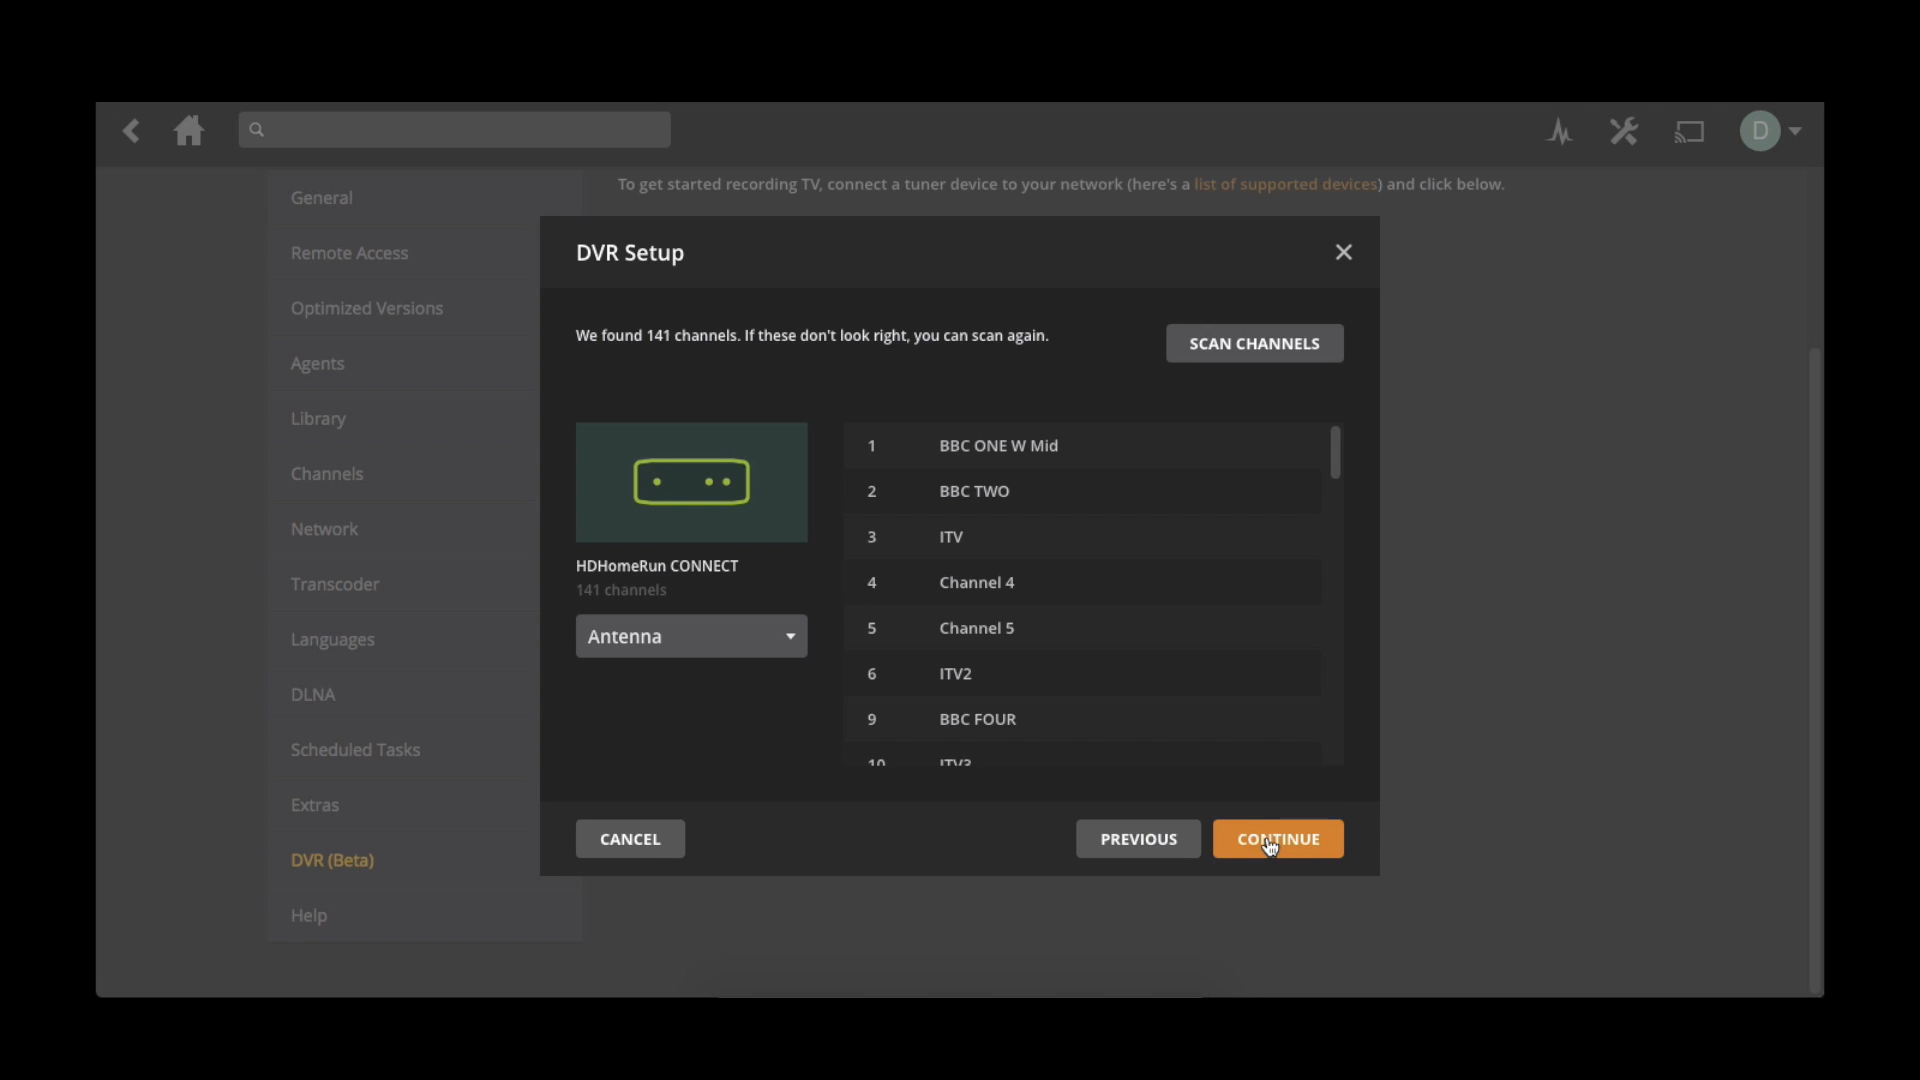 D
To get started recording TV, connect a tuner device to your network (here's a list of supported devices) and click below.
General
Remote Access
Optimized Versions
Agents
Library
Channels
Network
Transcoder
Languages
DLNA
Scheduled Tasks
Extras
DVR (Beta)
Help
DVR Setup
We found 141 channels. If these don't look right, you can scan again.
SCAN CHANNELS
HDHomeRun CONNECT
141 channels
Antenna
1 BBC ONE W Mid
2 BBC TWO
3 ITV
4 Channel 4
5 Channel 5
6 ITV2
9 BBC FOUR
10 ITV3
CANCEL
PREVIOUS
CONTINUE